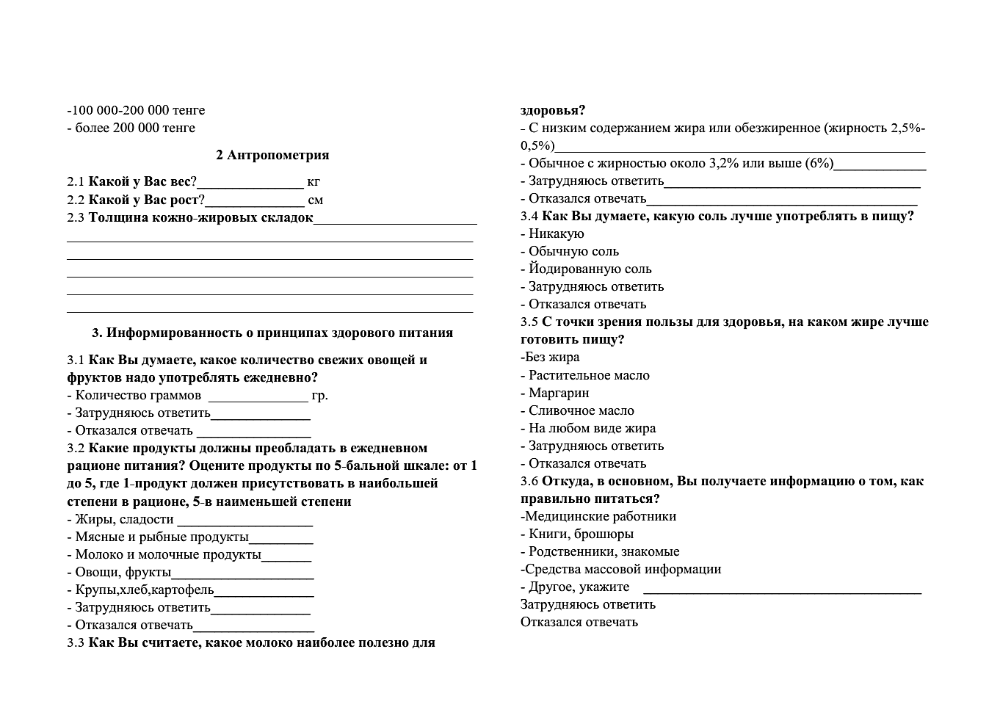 -100 000-200 000 тенге
- более 200 000 тенге
2 Антропометрия
2.1 Какой у Вас вес?_______________ кг
2.2 Какой у Вас рост?______________ см
2.3 Толщина кожно-жировых складок_______________________
_________________________________________________________
_________________________________________________________
_________________________________________________________
_________________________________________________________
_________________________________________________________
3. Информированность о принципах здорового питания
3.1 Как Вы думаете, какое количество свежих овощей и
фруктов надо употреблять ежедневно?
- Количество граммов ______________ гр.
- Затрудняюсь ответить______________
- Отказался отвечать ________________
3.2 Какие продукты должны преобладать в ежедневном
рационе питания? Оцените продукты по 5-бальной шкале: от 1
до 5, где 1-продукт должен присутствовать в наибольшей
степени в рационе, 5-в наименьшей степени
- Жиры, сладости ___________________
- Мясные и рыбные продукты_________
- Молоко и молочные продукты_______
- Овощи, фрукты____________________
- Крупы,хлеб,картофель______________
- Затрудняюсь ответить______________
- Отказался отвечать_________________
3.3 Как Вы считаете, какое молоко наиболее полезно для
здоровья?
- С низким содержанием жира или обезжиренное (жирность 2,5%-
0,5%)____________________________________________________
- Обычное с жирностью около 3,2% или выше (6%)_____________
- Затрудняюсь ответить____________________________________
- Отказался отвечать______________________________________
3.4 Как Вы думаете, какую соль лучше употреблять в пищу?
- Никакую
- Обычную соль
- Йодированную соль
- Затрудняюсь ответить
- Отказался отвечать
3.5 С точки зрения пользы для здоровья, на каком жире лучше
готовить пищу?
-Без жира
- Растительное масло
- Маргарин
- Сливочное масло
- На любом виде жира
- Затрудняюсь ответить
- Отказался отвечать
3.6 Откуда, в основном, Вы получаете информацию о том, как
правильно питаться?
-Медицинские работники
- Книги, брошюры
- Родственники, знакомые
-Средства массовой информации
- Другое, укажите _______________________________________
Затрудняюсь ответить
Отказался отвечать